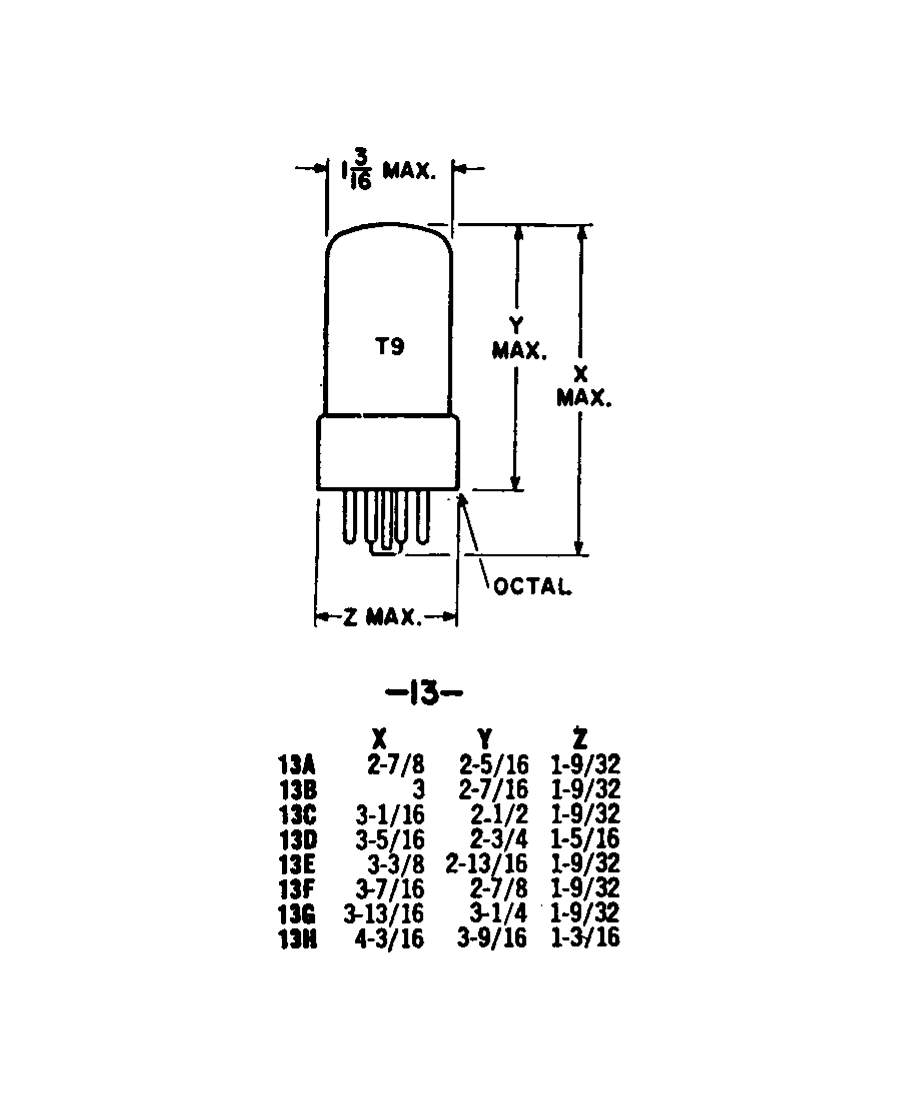 1 3/16 MAX.
T9
Y
MAX.
X
MAX.
OCTAL
Z MAX.
–13–
X Y Z
13A 2-7/8 2-5/16 1-9/32
13B 3 2-7/16 1-9/32
13C 3-1/16 2-1/2 1-9/32
13D 3-5/16 2-3/4 1-5/16
13E 3-3/8 2-13/16 1-9/32
13F 3-7/16 2-7/8 1-9/32
13G 3-13/16 3-1/4 1-9/32
13H 4-3/16 3-9/16 1-3/16